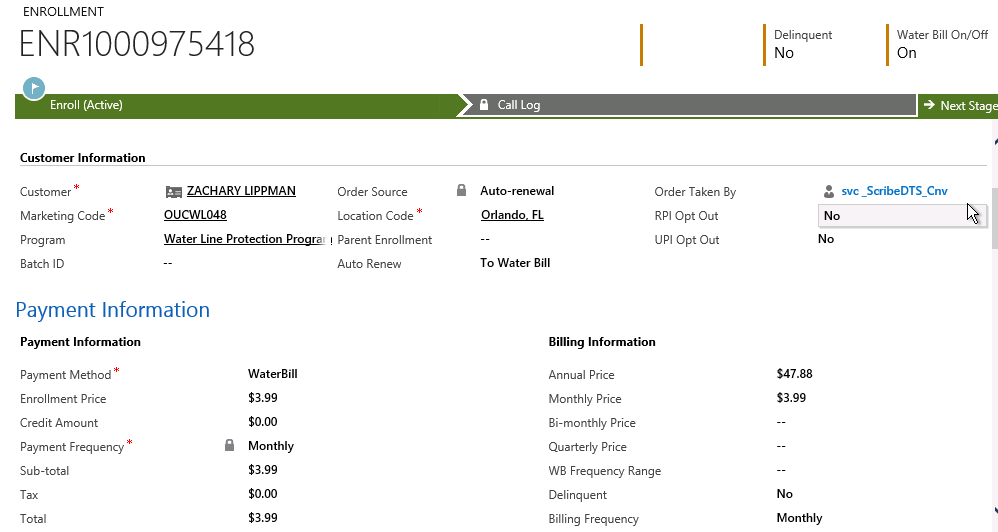 ENROLLMENT
ENR1000975418
Delinquent
No
Water Bill On/Off
On
Enroll (Active)
Call Log
Next Stage
Customer Information
Customer* ZACHARY LIPPMAN Order Source Auto-renewal Order Taken By svc _ScribeDTS_Cnv
Marketing Code* OUCWL048 Location Code* Orlando, FL RPI Opt Out No
Program Water Line Protection Program Parent Enrollment -- UPI Opt Out No
Batch ID -- Auto Renew To Water Bill
Payment Information
Payment Information Billing Information
Payment Method* WaterBill Annual Price $47.88
Enrollment Price $3.99 Monthly Price $3.99
Credit Amount $0.00 Bi-monthly Price --
Payment Frequency* Monthly Quarterly Price --
Sub-total $3.99 WB Frequency Range --
Tax $0.00 Delinquent No
Total $3.99 Billing Frequency Monthly